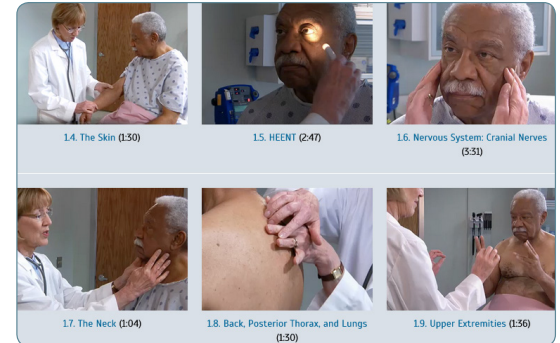 1.4. The Skin (1:30)
1.5. HEENT (2:47)
1.6. Nervous System: Cranial Nerves
(3:31)
1.7. The Neck (1:04)
1.8. Back, Posterior Thorax, and Lungs
(1:30)
1.9. Upper Extremities (1:36)